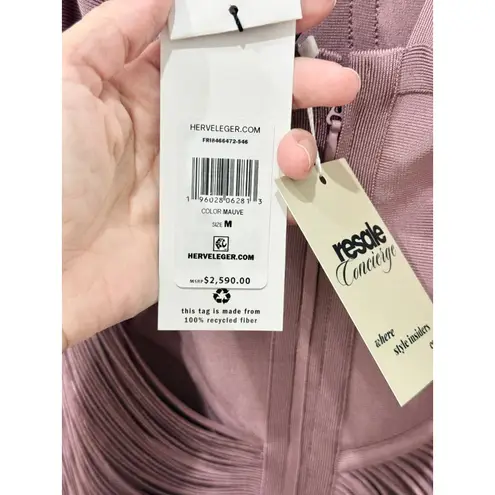 HERVELEGER.COM
FRI0466472-546
1 96028 06281 3
COLOR MAUVE
SIZE M
HERVELEGER.COM
MSRP $2,590.00
this tag is made from
100% recycled fiber
resale
Concierge
where
style insiders